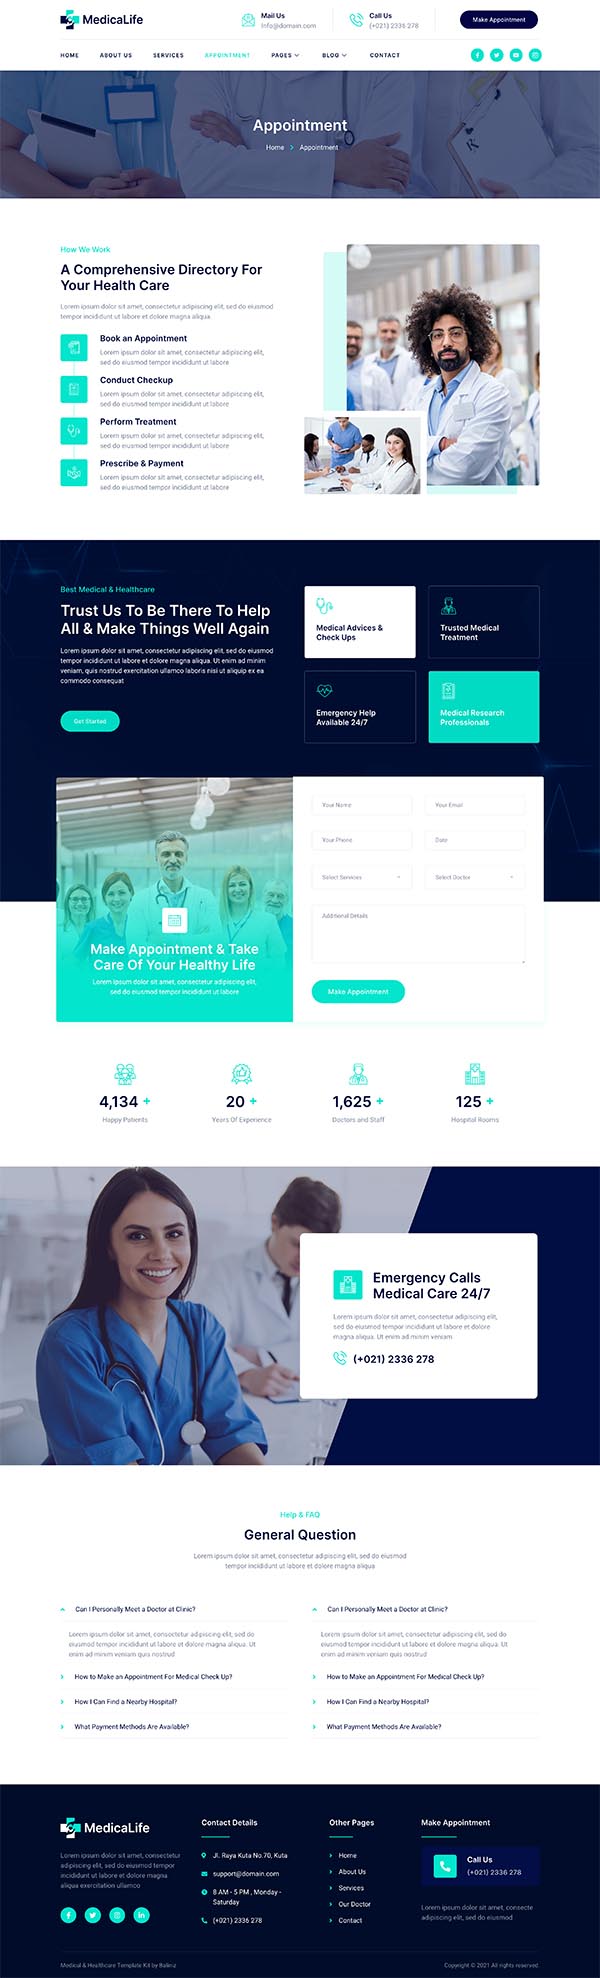 MedicaLife
Mail Us
Info@domain.com
Call Us
(+021) 2336 278
Make Appointment
HOME
ABOUT US
SERVICES
APPOINTMENT
PAGES
BLOG
CONTACT
Appointment
Home
Appointment
How We Work
A Comprehensive Directory For
Your Health Care
Lorem ipsum dolor sit amet, consectetur adipiscing elit, sed do eiusmod
tempor incididunt ut labore et dolore magna aliqua
Book an Appointment
Lorem ipsum dolor sit amet, consectetur adipiscing elit,
sed do eiusmod tempor incididunt ut labore
Conduct Checkup
Lorem ipsum dolor sit amet, consectetur adipiscing elit,
sed do eiusmod tempor incididunt ut labore
Perform Treatment
Lorem ipsum dolor sit amet, consectetur adipiscing elit,
sed do eiusmod tempor incididunt ut labore
Prescribe & Payment
Lorem ipsum dolor sit amet, consectetur adipiscing elit,
sed do eiusmod tempor incididunt ut labore
Best Medical & Healthcare
Trust Us To Be There To Help
All & Make Things Well Again
Lorem ipsum dolor sit amet, consectetur adipiscing elit, sed do eiusmod
tempor incididunt ut labore et dolore magna aliqua. Ut enim ad minim
veniam, quis nostrud exercitation ullamco laboris nisi ut aliquip ex ea
commodo consequat
Get Started
Medical Advices &
Check Ups
Trusted Medical
Treatment
Emergency Help
Available 24/7
Medical Research
Professionals
Make Appointment & Take
Care Of Your Healthy Life
Lorem ipsum dolor sit amet, consectetur adipiscing elit,
sed do eiusmod tempor incididunt ut labore
Your Name
Your Email
Your Phone
Date
Select Services
Select Doctor
Additional Details
Make Appointment
4,134 +
Happy Patients
20 +
Years Of Experience
1,625 +
Doctors and Staff
125 +
Hospital Rooms
Emergency Calls
Medical Care 24/7
Lorem ipsum dolor sit amet, consectetur adipiscing elit,
sed do eiusmod tempor incididunt ut labore et dolore
magna aliqua. Ut enim ad minim veniam
(+021) 2336 278
Help & FAQ
General Question
Lorem ipsum dolor sit amet, consectetur adipiscing elit, sed do eiusmod
tempor incididunt ut labore et dolore magna aliqua
Can I Personally Meet a Doctor at Clinic?
Lorem ipsum dolor sit amet, consectetur adipiscing elit, sed do
eiusmod tempor incididunt ut labore et dolore magna aliqua. Ut
enim ad minim veniam quis nostrud
How to Make an Appointment For Medical Check Up?
How I Can Find a Nearby Hospital?
What Payment Methods Are Available?
Can I Personally Meet a Doctor at Clinic?
Lorem ipsum dolor sit amet, consectetur adipiscing elit, sed do
eiusmod tempor incididunt ut labore et dolore magna aliqua. Ut
enim ad minim veniam quis nostrud
How to Make an Appointment For Medical Check Up?
How I Can Find a Nearby Hospital?
What Payment Methods Are Available?
MedicaLife
Lorem ipsum dolor sit amet, consectetur
adipiscing elit, sed do eiusmod tempor
incididunt ut labore et dolore magna
adipiscing ullamco
Contact Details
Jl. Raya Kuta No.70, Kuta
support@domain.com
8 AM - 5 PM , Monday -
Saturday
(+021) 2336 278
Other Pages
Home
About Us
Services
Our Doctor
Contact
Make Appointment
Call Us
(+021) 2336 278
Lorem ipsum dolor sit amet, consecte
adipiscing elit, sed do eiusmod
Medical & Healthcare Template Kit by Baliniz
Copyright © 2021 All rights reserved.